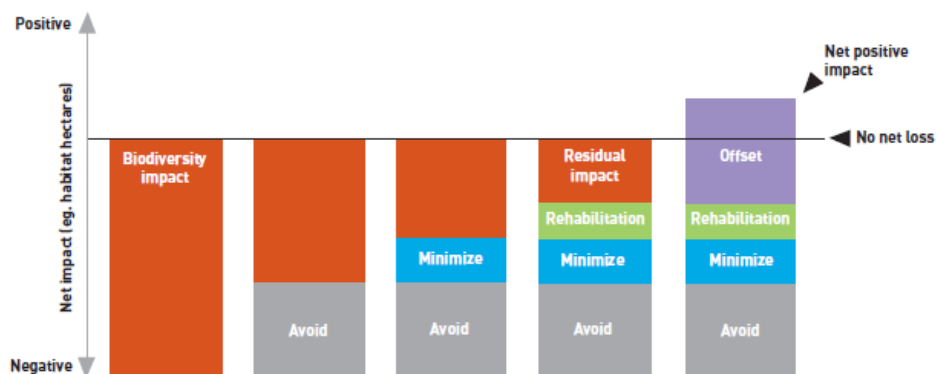 Positive
Net impact (eg. habitat hectares)
Negative
Biodiversity
impact
Avoid
Minimize
Avoid
Residual
impact
Rehabilitation
Minimize
Avoid
Offset
Rehabilitation
Minimize
Avoid
Net positive
impact
No net loss